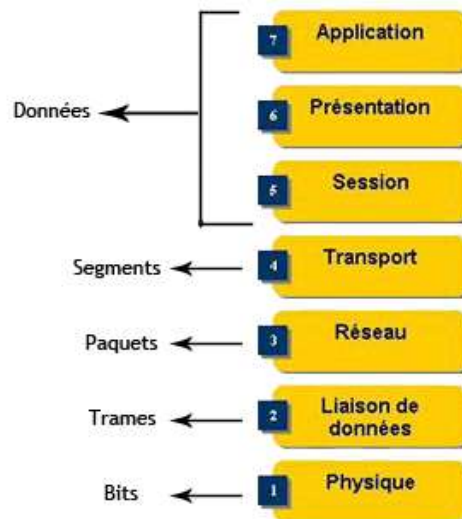 7 Application
Données
6 Présentation
5 Session
Segments
4 Transport
Paquets
3 Réseau
Trames
2 Liaison de
données
Bits
1 Physique